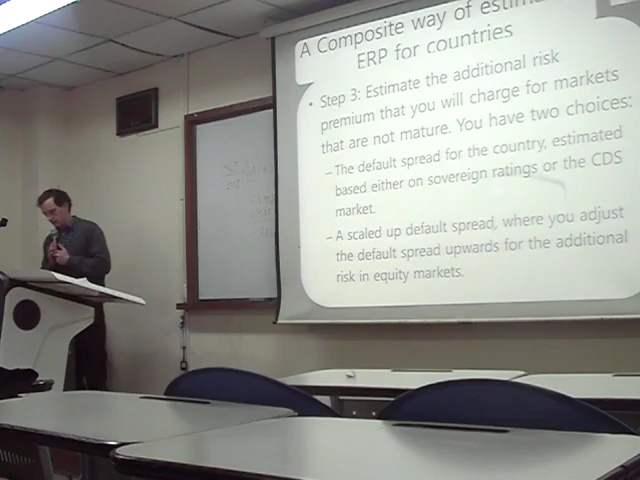 A Composite way of
ERP for countries
• Step 3: Estimate the additional risk
premium that you will charge for markets
that are not mature. You have two choices:
– The default spread for the country, estimated
based either on sovereign ratings or the CDS
market.
– A scaled up default spread, where you adjust
the default spread upwards for the additional
risk in equity markets.